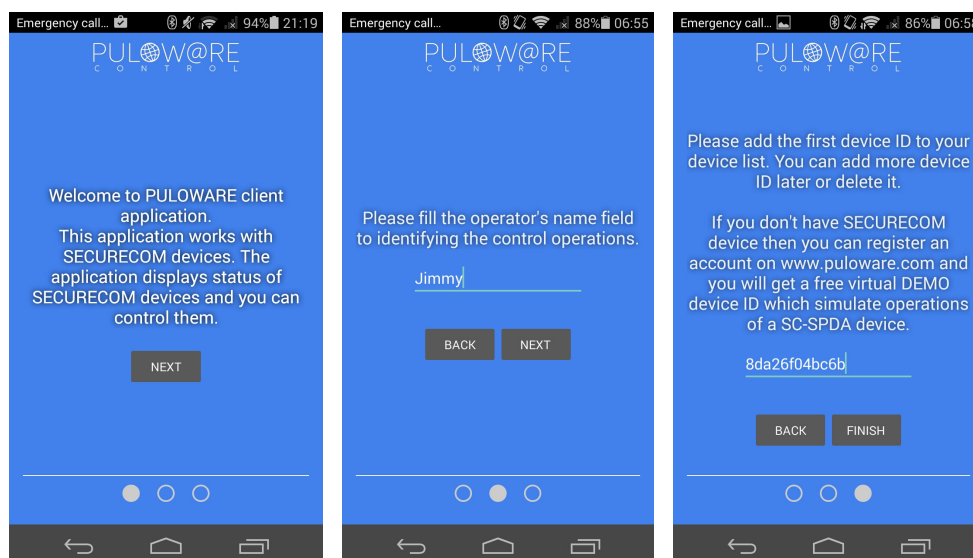 Emergency call... 94% 21:19
PULOW@RE
CONTROL
Welcome to PULOWARE client
application.
This application works with
SECURECOM devices. The
application displays status of
SECURECOM devices and you can
control them.
NEXT
Emergency call... 88% 06:55
PULOW@RE
CONTROL
Please fill the operator's name field
to identifying the control operations.
Jimmy
BACK NEXT
Emergency call... 86% 06:58
PULOW@RE
CONTROL
Please add the first device ID to your
device list. You can add more device
ID later or delete it.
If you don't have SECURECOM
device then you can register an
account on www.puloware.com and
you will get a free virtual DEMO
device ID which simulate operations
of a SC-SPDA device.
8da26f04bc6b
BACK FINISH